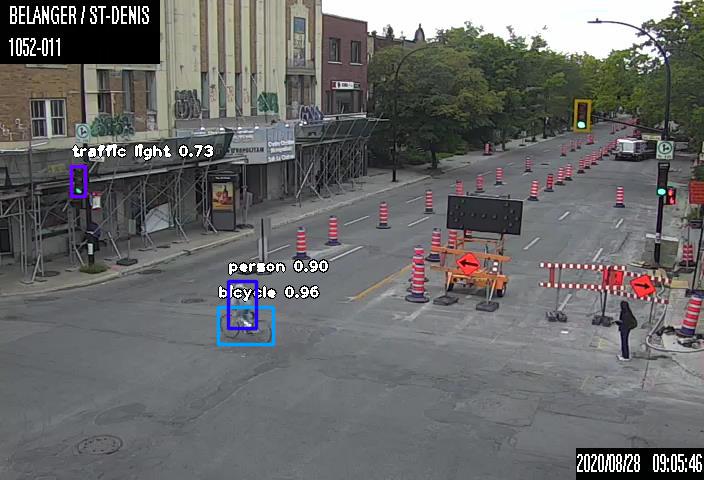 BELANGER / ST-DENIS
1052-011
traffic light 0.73
person 0.90
bicycle 0.96
2020/08/28 09:05:46